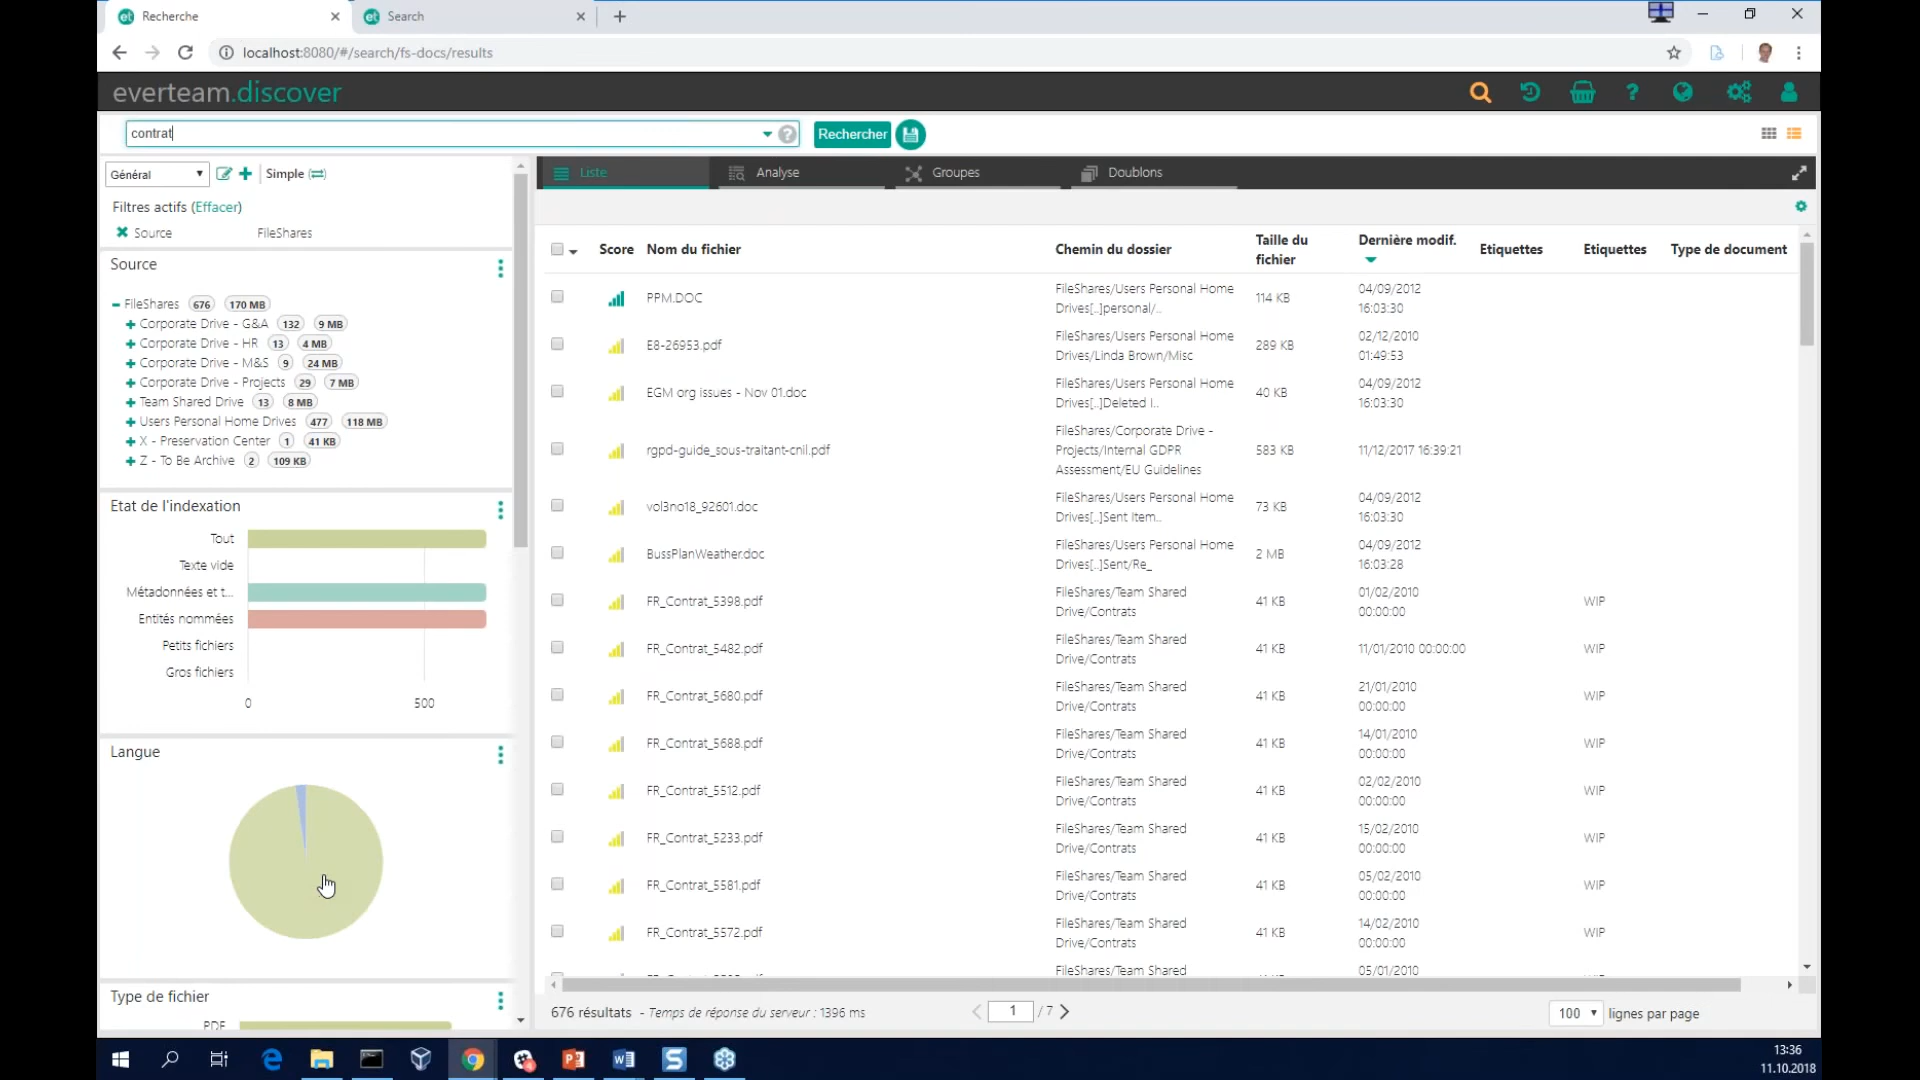 Recherche
Search
localhost:8080/#/search/fs-docs/results
everteam.discover
contrat
Rechercher
Général
Simple
Filtres actifs (Effacer)
Source FileShares
Source
FileShares 676 170 MB
Corporate Drive - G&A 132 9 MB
Corporate Drive - HR 13 4 MB
Corporate Drive - M&S 9 24 MB
Corporate Drive - Projects 29 7 MB
Team Shared Drive 13 8 MB
Users Personal Home Drives 477 118 MB
X - Preservation Center 1 41 KB
Z - To Be Archive 2 109 KB
Etat de l'indexation
Tout
Texte vide
Métadonnées et t...
Entités nommées
Petits fichiers
Gros fichiers
0 500
Langue
Type de fichier
PDF
Liste Analyse Groupes Doublons
Score Nom du fichier Chemin du dossier Taille du fichier Dernière modif. Etiquettes Etiquettes Type de document
PPM.DOC FileShares/Users Personal Home Drives[..]personal/.. 114 KB 04/09/2012 16:03:30
E8-26953.pdf FileShares/Users Personal Home Drives/Linda Brown/Misc 289 KB 02/12/2010 01:49:53
EGM org issues - Nov 01.doc FileShares/Users Personal Home Drives[..]Deleted I.. 40 KB 04/09/2012 16:03:30
rgpd-guide_sous-traitant-cnil.pdf FileShares/Corporate Drive - Projects/Internal GDPR Assessment/EU Guidelines 583 KB 11/12/2017 16:39:21
vol3no18_92601.doc FileShares/Users Personal Home Drives[..]Sent Item.. 73 KB 04/09/2012 16:03:30
BussPlanWeather.doc FileShares/Users Personal Home Drives[..]Sent/Re_ 2 MB 04/09/2012 16:03:28
FR_Contrat_5398.pdf FileShares/Team Shared Drive/Contrats 41 KB 01/02/2010 00:00:00 WIP
FR_Contrat_5482.pdf FileShares/Team Shared Drive/Contrats 41 KB 11/01/2010 00:00:00 WIP
FR_Contrat_5680.pdf FileShares/Team Shared Drive/Contrats 41 KB 21/01/2010 00:00:00 WIP
FR_Contrat_5688.pdf FileShares/Team Shared Drive/Contrats 41 KB 14/01/2010 00:00:00 WIP
FR_Contrat_5512.pdf FileShares/Team Shared Drive/Contrats 41 KB 02/02/2010 00:00:00 WIP
FR_Contrat_5233.pdf FileShares/Team Shared Drive/Contrats 41 KB 15/02/2010 00:00:00 WIP
FR_Contrat_5581.pdf FileShares/Team Shared Drive/Contrats 41 KB 05/02/2010 00:00:00 WIP
FR_Contrat_5572.pdf FileShares/Team Shared Drive/Contrats 41 KB 14/02/2010 00:00:00 WIP
FileShares/Team Shared 05/01/2010
676 résultats - Temps de réponse du serveur : 1396 ms
1 / 7
100 lignes par page
13:36
11.10.2018